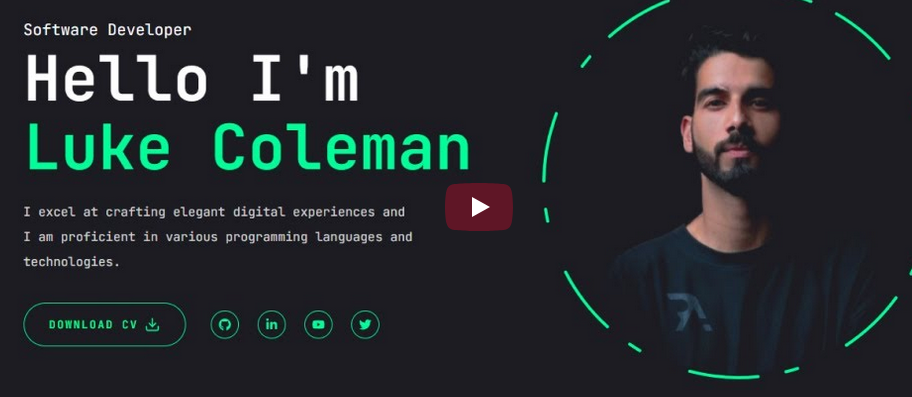 Software Developer
Hello I'm
Luke Coleman
I excel at crafting elegant digital experiences and
I am proficient in various programming languages and
technologies.
DOWNLOAD CV
in